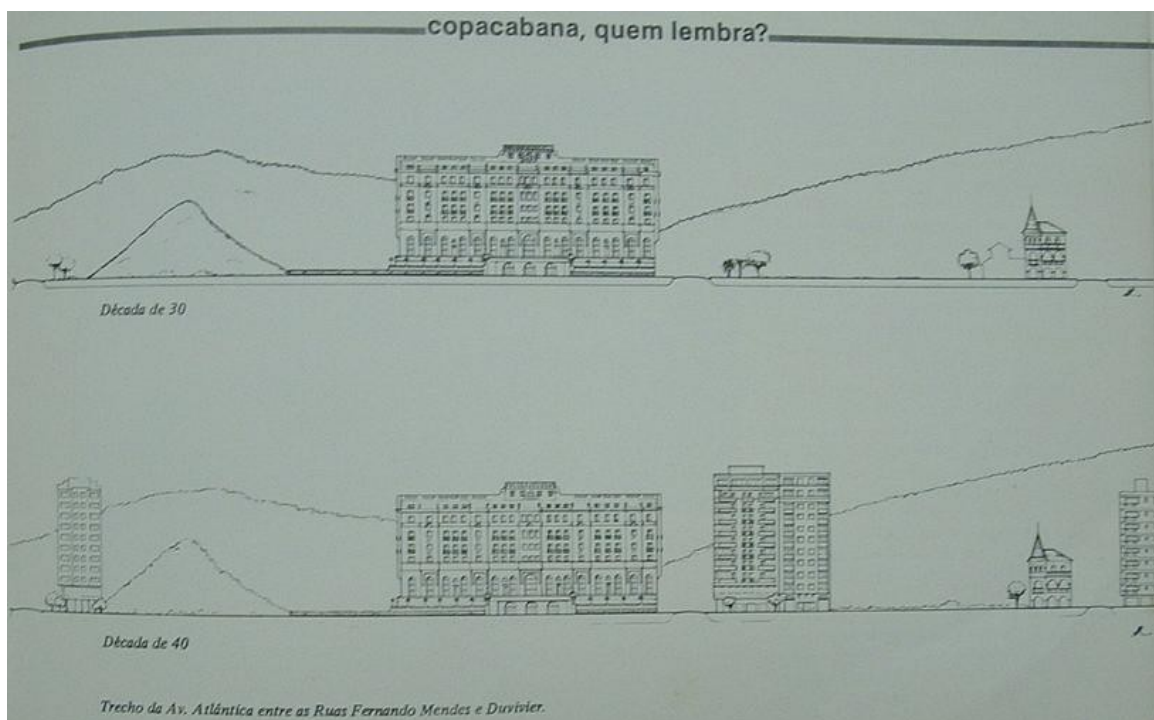 copacabana, quem lembra?
Década de 30
Década de 40
Trecho da Av. Atlântica entre as Ruas Fernando Mendes e Duvivier.